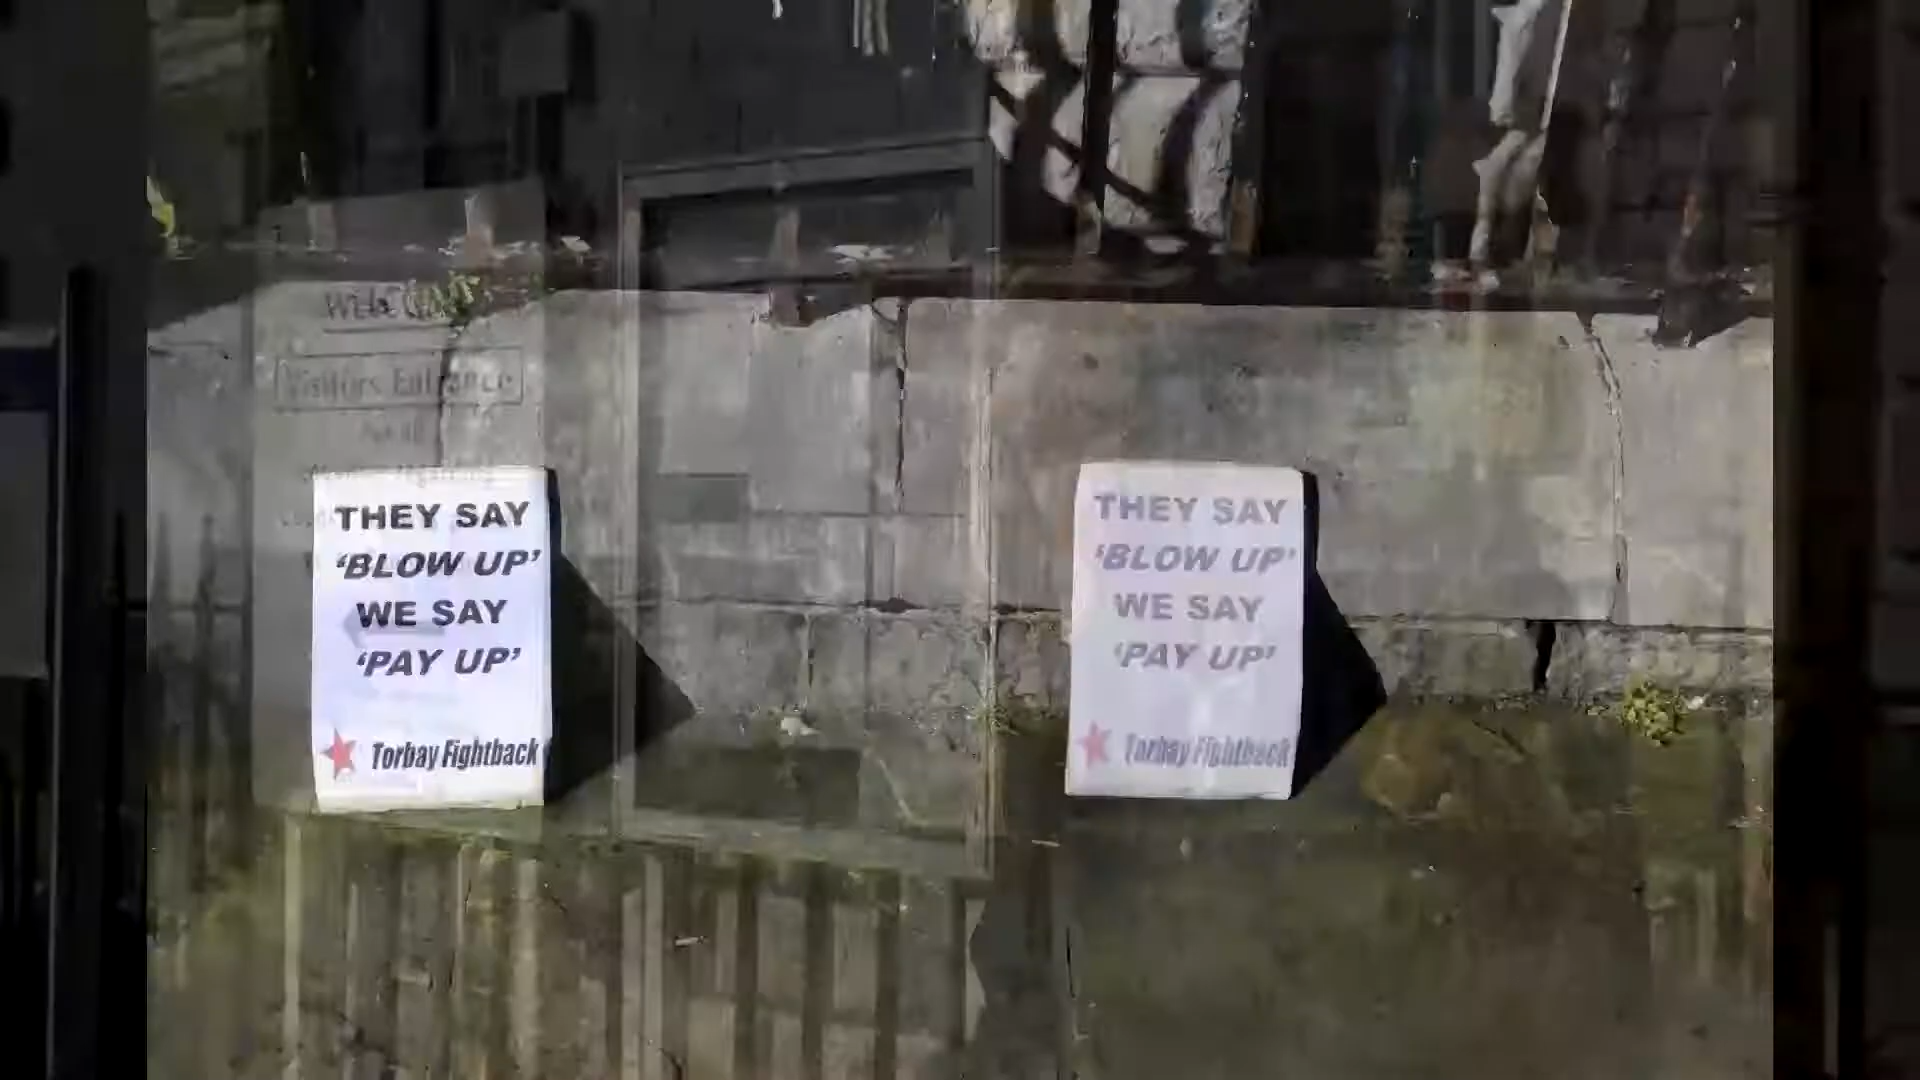 Welcome
Visitors Entrance
THEY SAY
‘BLOW UP’
WE SAY
‘PAY UP’
Torbay Fightback
THEY SAY
‘BLOW UP’
WE SAY
‘PAY UP’
Torbay Fightback